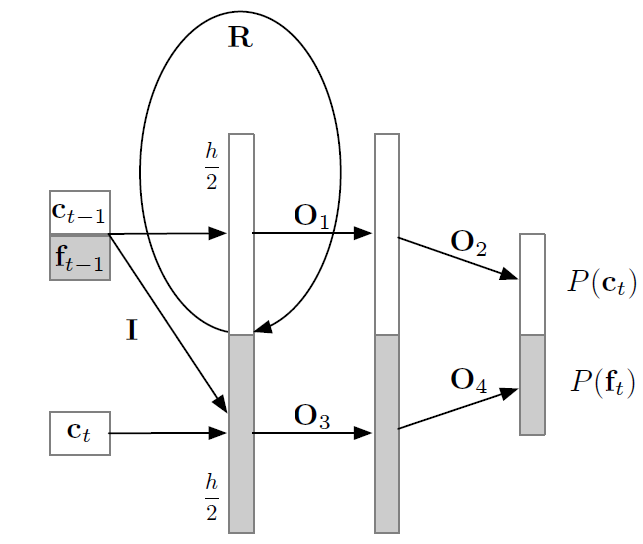 R
h
2
c_{t-1}
f_{t-1}
O_1
O_2
P(c_t)
I
O_4
P(f_t)
c_t
O_3
h
2